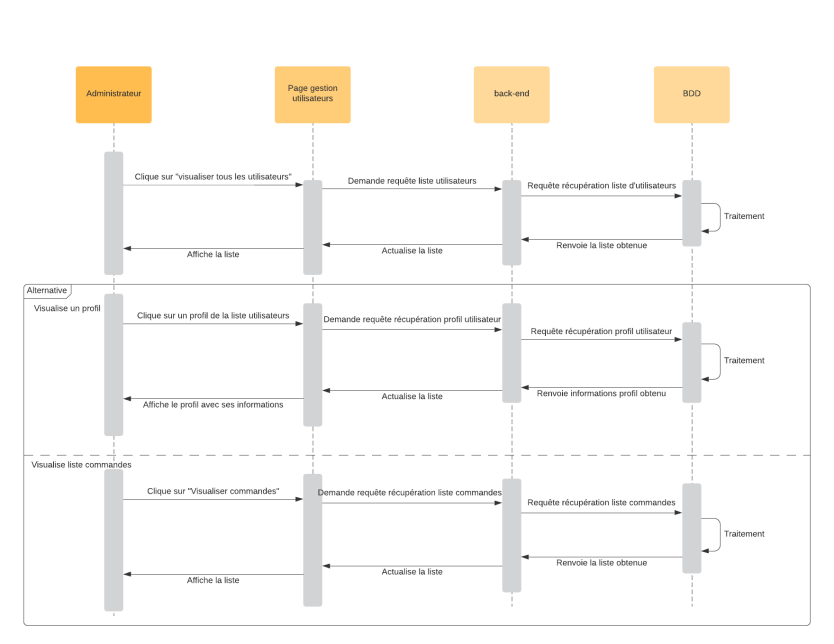 Administrateur
Page gestion
utilisateurs
back-end
BDD
Clique sur "visualiser tous les utilisateurs"
Demande requête liste utilisateurs
Requête récupération liste d'utilisateurs
Traitement
Renvoie la liste obtenue
Actualise la liste
Affiche la liste
Alternative
Visualise un profil
Clique sur un profil de la liste utilisateurs
Demande requête récupération profil utilisateur
Requête récupération profil utilisateur
Traitement
Renvoie informations profil obtenu
Actualise la liste
Affiche le profil avec ses informations
Visualise liste commandes
Clique sur "Visualiser commandes"
Demande requête récupération liste commandes
Requête récupération liste commandes
Traitement
Renvoie la liste obtenue
Actualise la liste
Affiche la liste